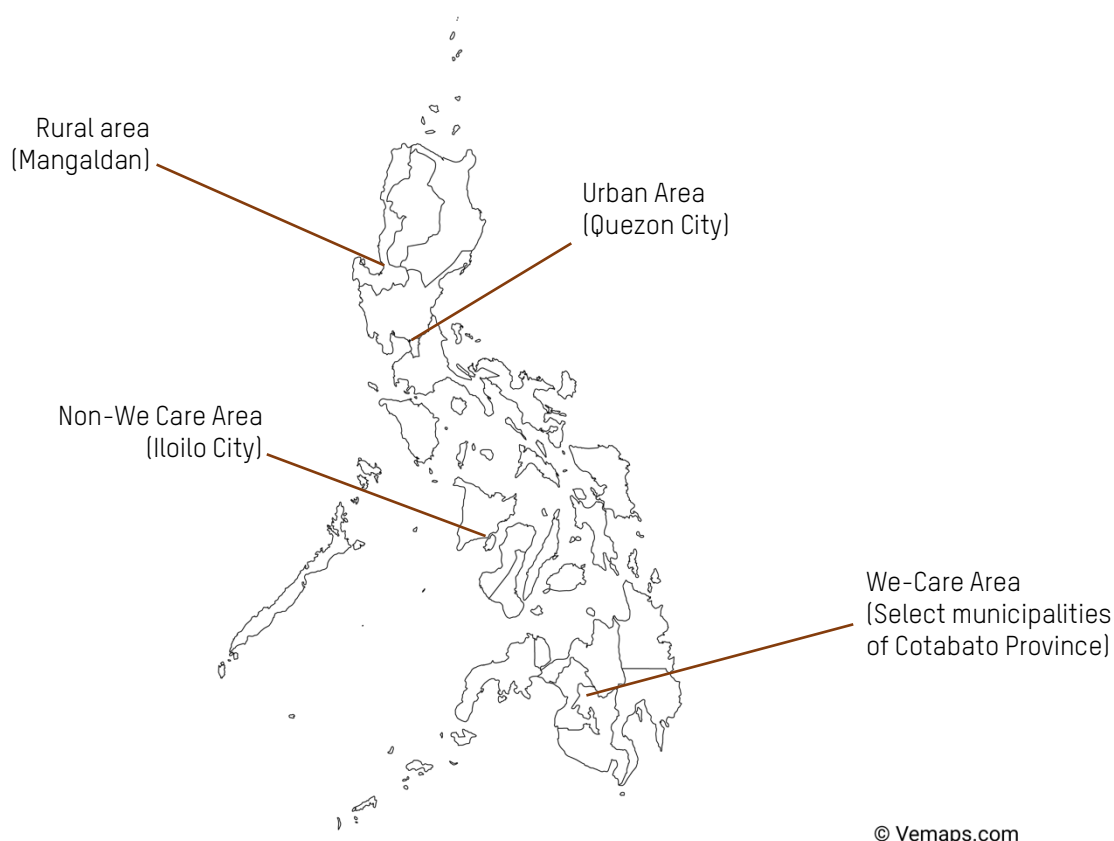 Rural area
(Mangaldan)
Urban Area
(Quezon City)
Non-We Care Area
(Iloilo City)
We-Care Area
(Select municipalities
of Cotabato Province)
© Vemaps.com